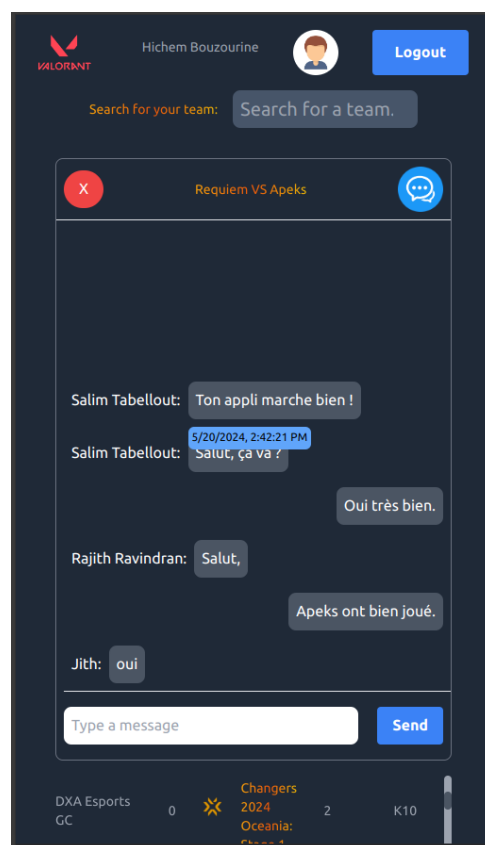 VALORANT
Hichem Bouzourine
Logout
Search for your team:
Search for a team.
X
Requiem VS Apeks
Salim Tabellout:
Ton appli marche bien !
5/20/2024, 2:42:21 PM
Salim Tabellout:
Salut, ça va ?
Oui très bien.
Rajith Ravindran:
Salut,
Apeks ont bien joué.
Jith:
oui
Type a message
Send
DXA Esports
GC
0
Changers
2024
Oceania:
2
K10